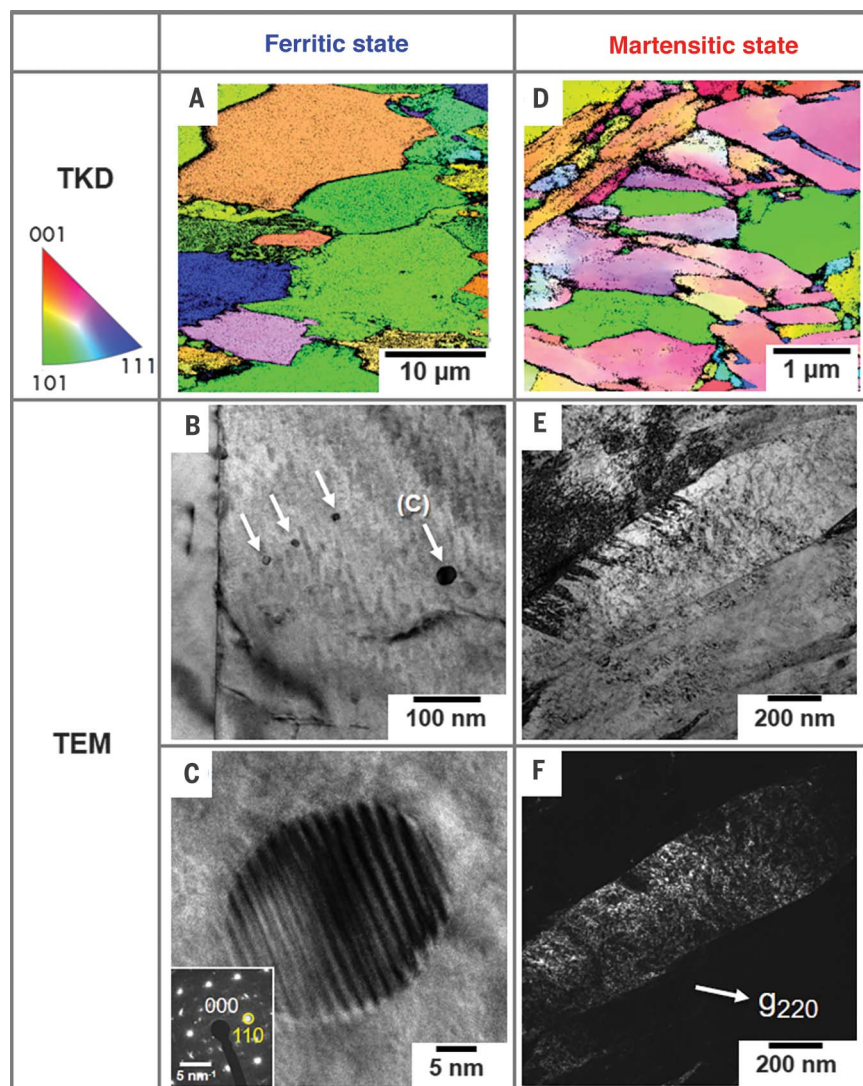 Ferritic state
Martensitic state
TKD
001
101
111
A
10 µm
D
1 µm
TEM
B
(C)
100 nm
E
200 nm
C
000
110
5 nm⁻¹
5 nm
F
g₂₂₀
200 nm